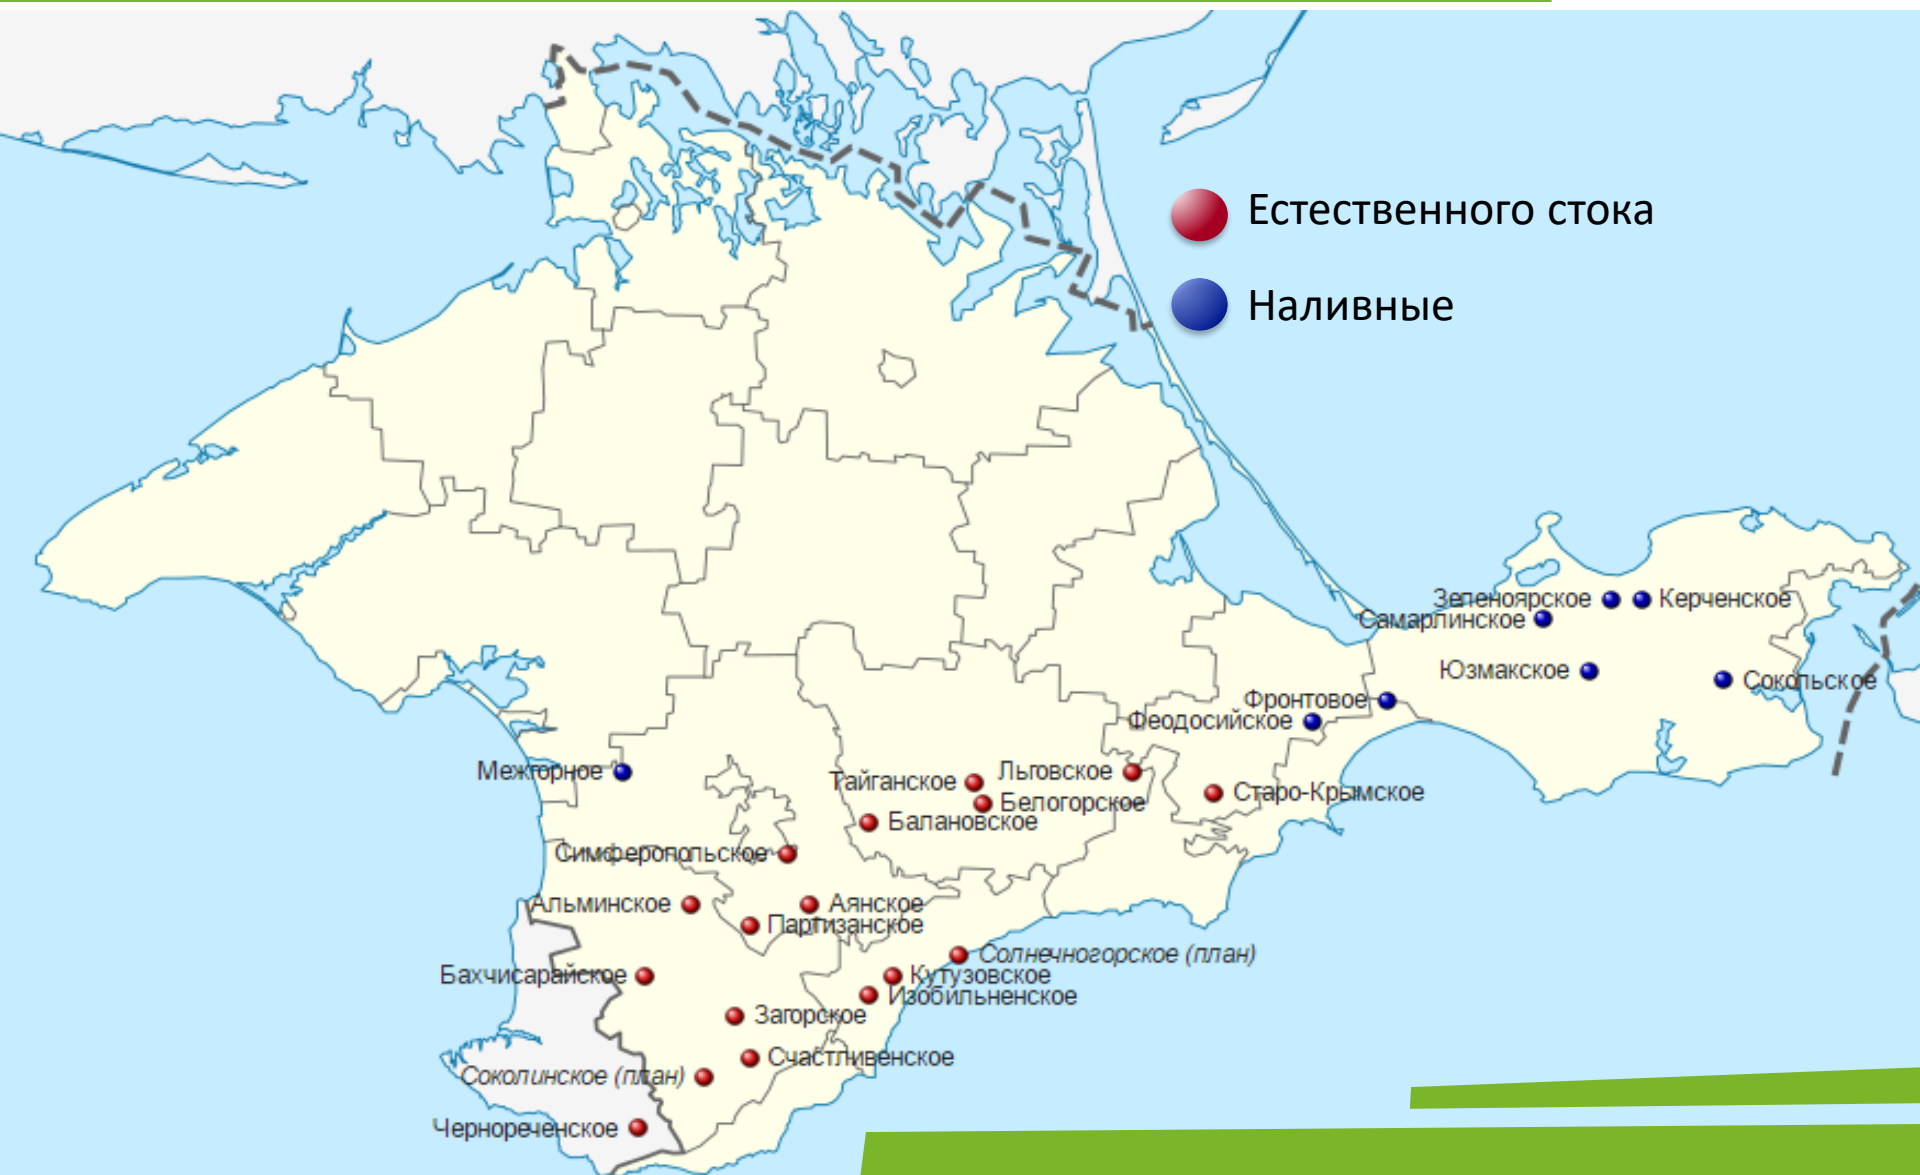 Естественного стока
Наливные
Зеленоярское
Керченское
Самарлинское
Юзмакское
Сокольское
Фронтовое
Феодосийское
Межгорное
Тайганское
Льговское
Белогорское
Старо-Крымское
Балановское
Симферопольское
Альминское
Аянское
Партизанское
Солнечногорское (план)
Бахчисарайское
Кутузовское
Изобильненское
Загорское
Счастливенское
Соколинское (план)
Чернореченское